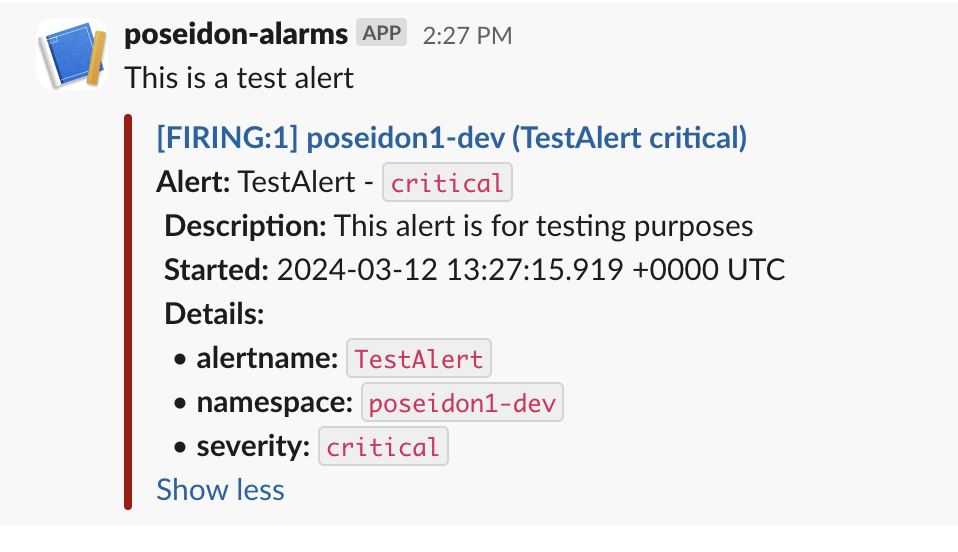 poseidon-alarms APP 2:27 PM
This is a test alert
[FIRING:1] poseidon1-dev (TestAlert critical)
Alert: TestAlert - critical
Description: This alert is for testing purposes
Started: 2024-03-12 13:27:15.919 +0000 UTC
Details:
• alertname: TestAlert
• namespace: poseidon1-dev
• severity: critical
Show less